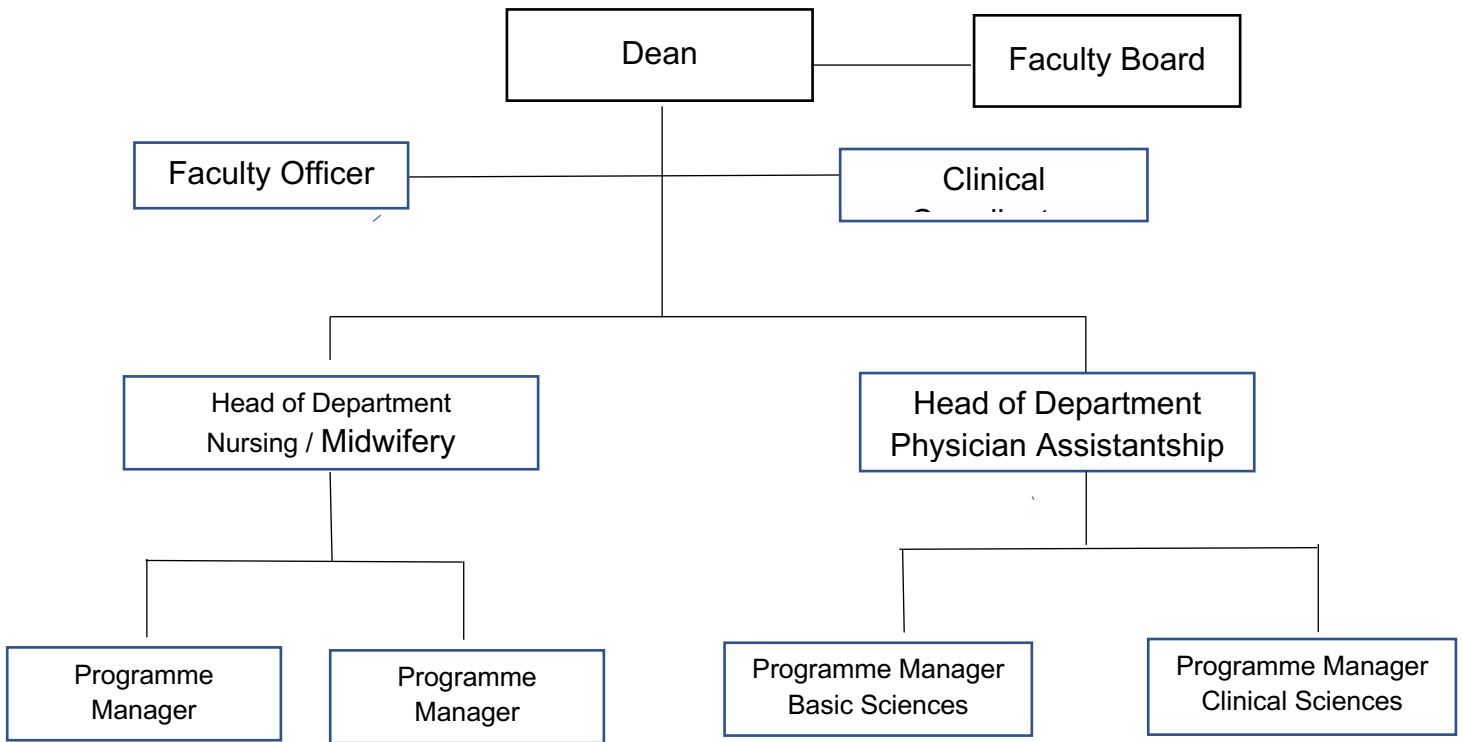 Dean
Faculty Board
Faculty Officer
Clinical
Head of Department
Nursing / Midwifery
Head of Department
Physician Assistantship
Programme
Manager
Programme
Manager
Programme Manager
Basic Sciences
Programme Manager
Clinical Sciences